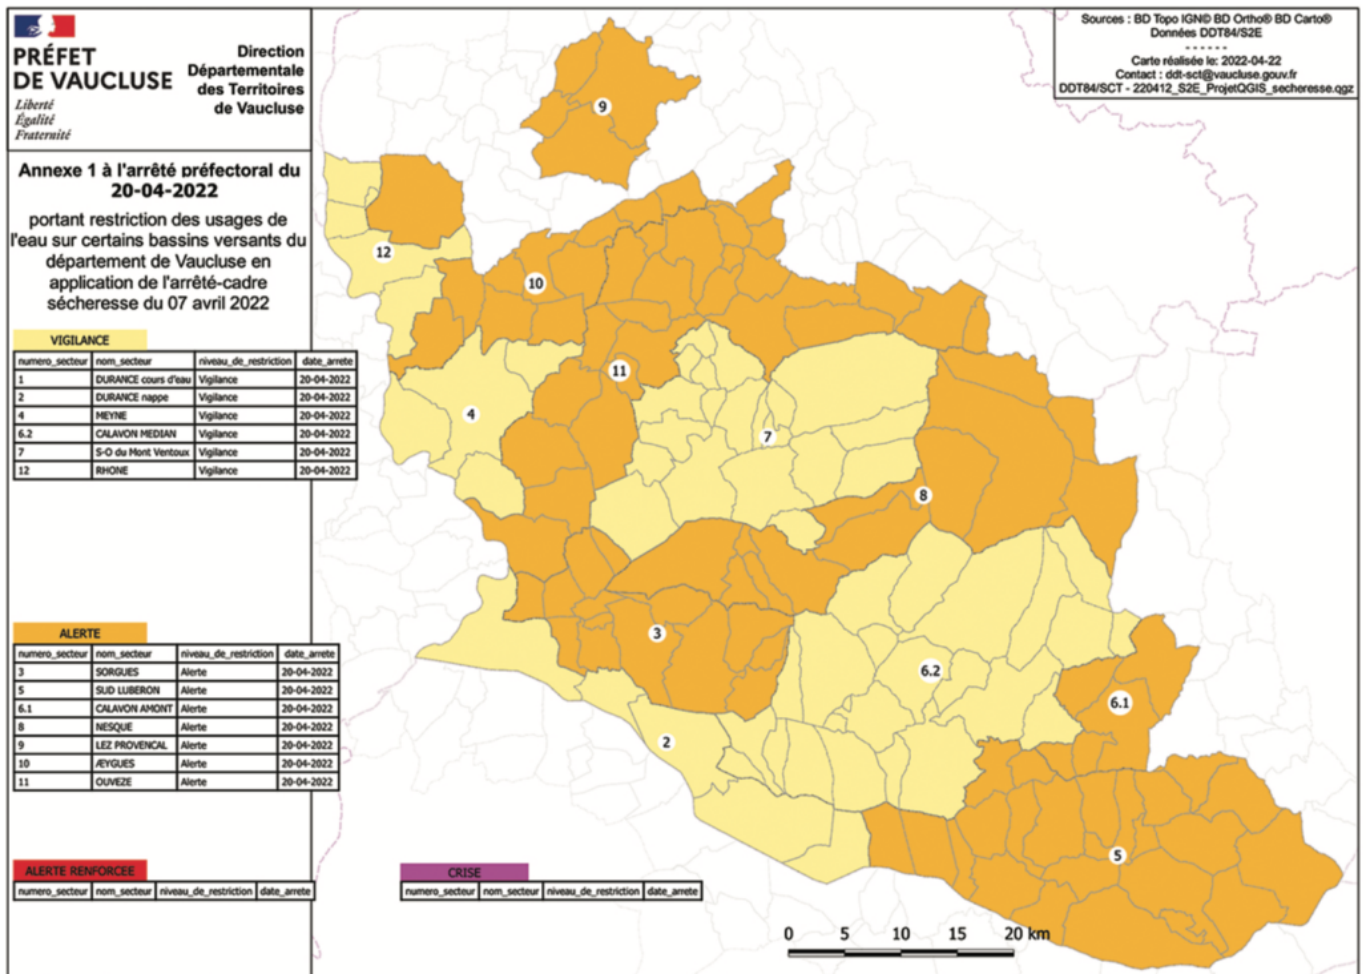 PRÉFET
DE VAUCLUSE
Liberté
Égalité
Fraternité
Direction
Départementale
des Territoires
de Vaucluse
Annexe 1 à l'arrêté préfectoral du
20-04-2022
portant restriction des usages de
l'eau sur certains bassins versants du
département de Vaucluse en
application de l'arrêté-cadre
sécheresse du 07 avril 2022
VIGILANCE
numero_secteur nom_secteur niveau_de_restriction date_arrete
1 DURANCE cours d'eau Vigilance 20-04-2022
2 DURANCE nappe Vigilance 20-04-2022
4 MEYNE Vigilance 20-04-2022
6.2 CALAVON MEDIAN Vigilance 20-04-2022
7 S-O du Mont Ventoux Vigilance 20-04-2022
12 RHONE Vigilance 20-04-2022
ALERTE
numero_secteur nom_secteur niveau_de_restriction date_arrete
3 SORGUES Alerte 20-04-2022
5 SUD LUBERON Alerte 20-04-2022
6.1 CALAVON AMONT Alerte 20-04-2022
8 NESQUE Alerte 20-04-2022
9 LEZ PROVENCAL Alerte 20-04-2022
10 ÆYGUES Alerte 20-04-2022
11 OUVEZE Alerte 20-04-2022
ALERTE RENFORCEE
numero_secteur nom_secteur niveau_de_restriction date_arrete
CRISE
numero_secteur nom_secteur niveau_de_restriction date_arrete
Sources : BD Topo IGN© BD Ortho® BD Carto®
Données DDT84/S2E
- - - - - -
Carte réalisée le: 2022-04-22
Contact : ddt-sct@vaucluse.gouv.fr
DDT84/SCT - 220412_S2E_ProjetQGIS_secheresse.qgz
9
12
10
11
4
7
8
3
6.2
6.1
2
5
0 5 10 15 20 km